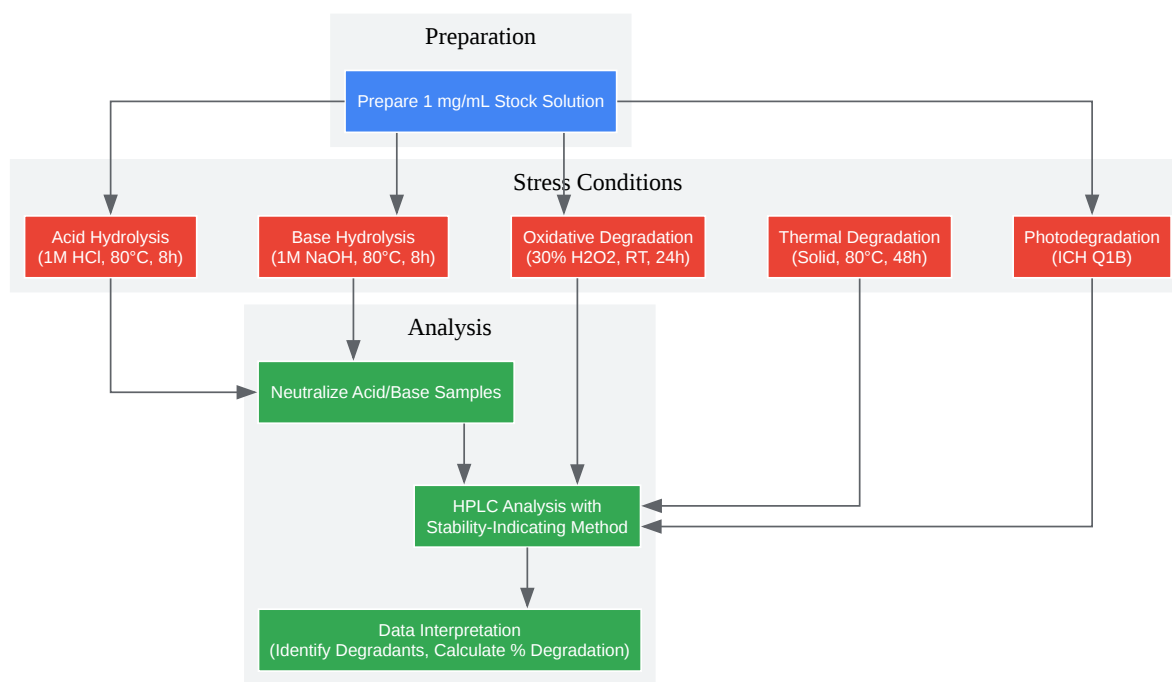 Preparation
Prepare 1 mg/mL Stock Solution
Stress Conditions
Acid Hydrolysis
(1M HCl, 80°C, 8h)
Base Hydrolysis
(1M NaOH, 80°C, 8h)
Oxidative Degradation
(30% H2O2, RT, 24h)
Thermal Degradation
(Solid, 80°C, 48h)
Photodegradation
(ICH Q1B)
Analysis
Neutralize Acid/Base Samples
HPLC Analysis with
Stability-Indicating Method
Data Interpretation
(Identify Degradants, Calculate % Degradation)